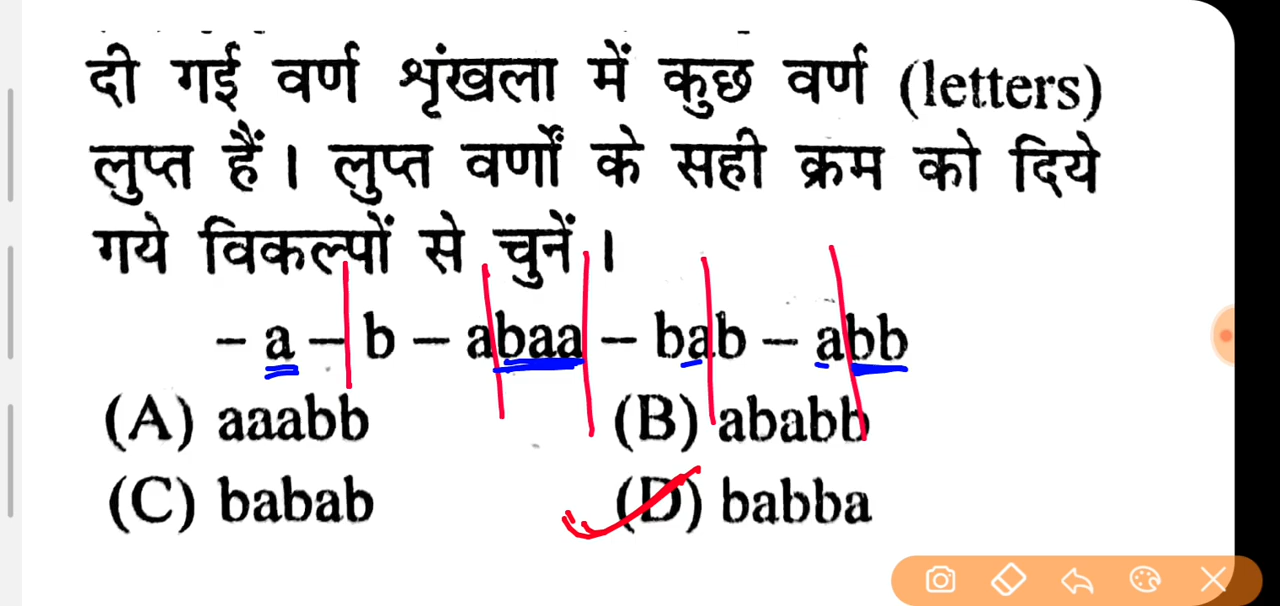 दी गई वर्ण शृंखला में कुछ वर्ण (letters)
लुप्त हैं। लुप्त वर्णों के सही क्रम को दिये
गये विकल्पों से चुनें।
– a – b – abaa – bab – abb
(A) aaabb (B) ababb
(C) babab (D) babba